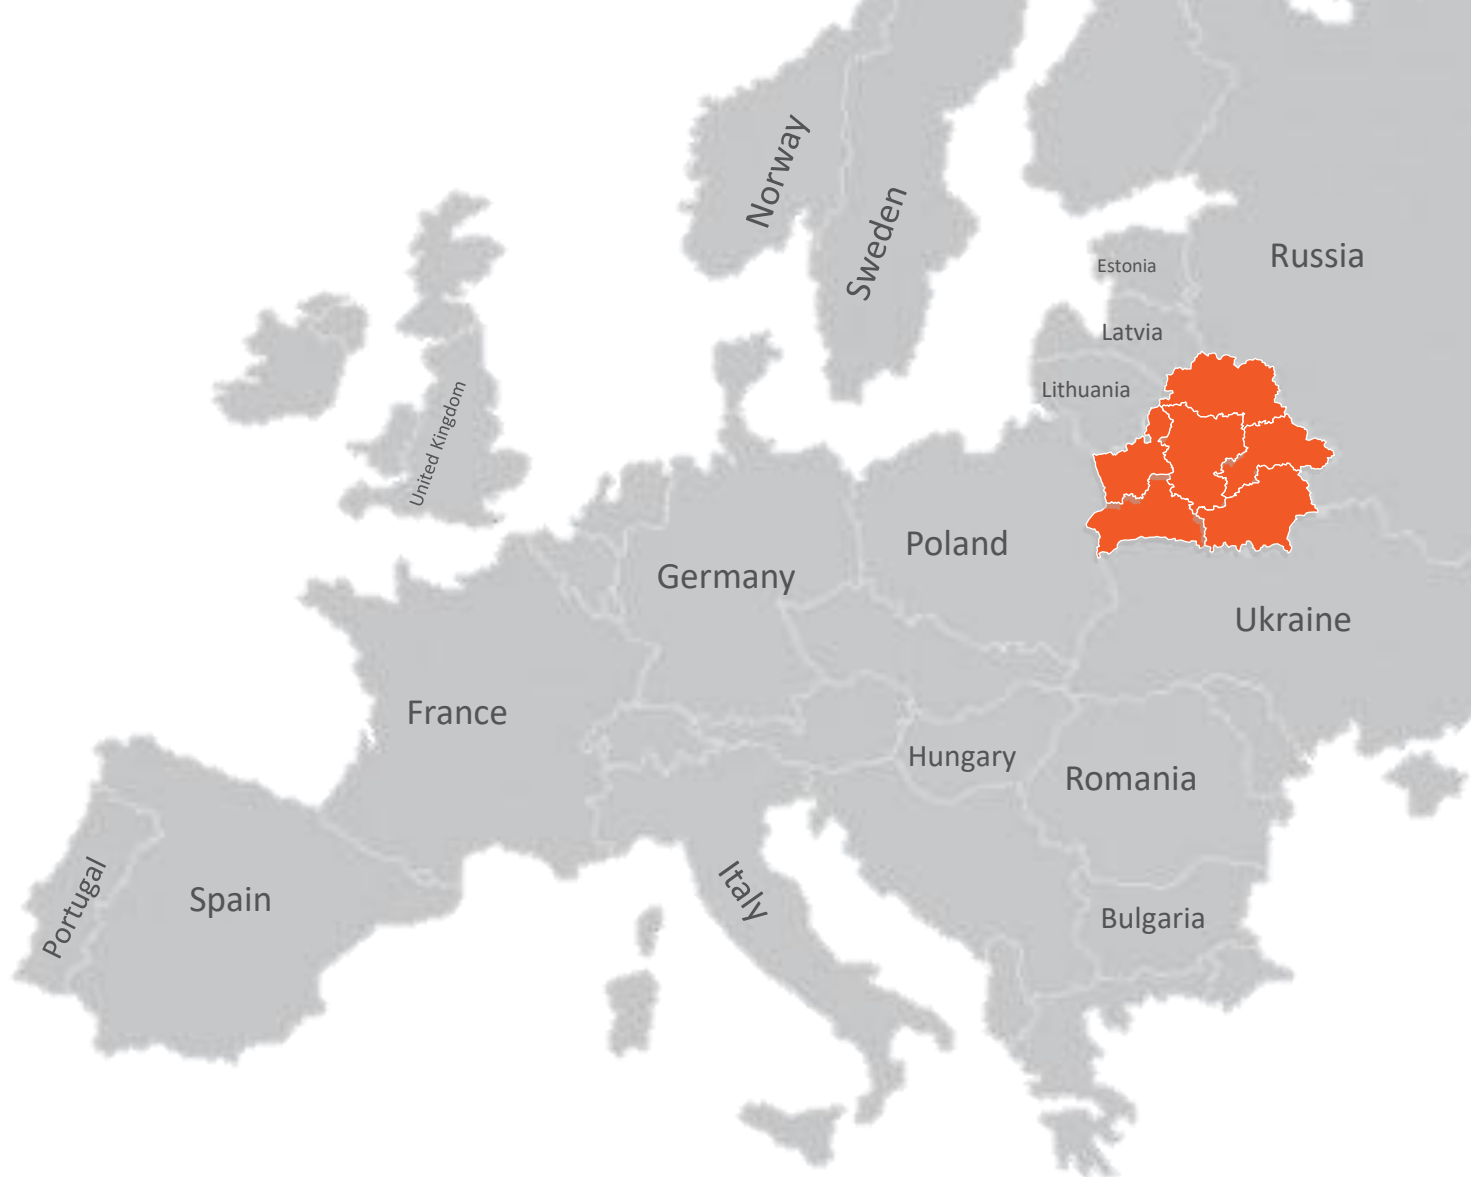 Norway
Sweden
Russia
Estonia
Latvia
Lithuania
United Kingdom
Poland
Germany
Ukraine
France
Hungary
Romania
Portugal
Spain
Italy
Bulgaria